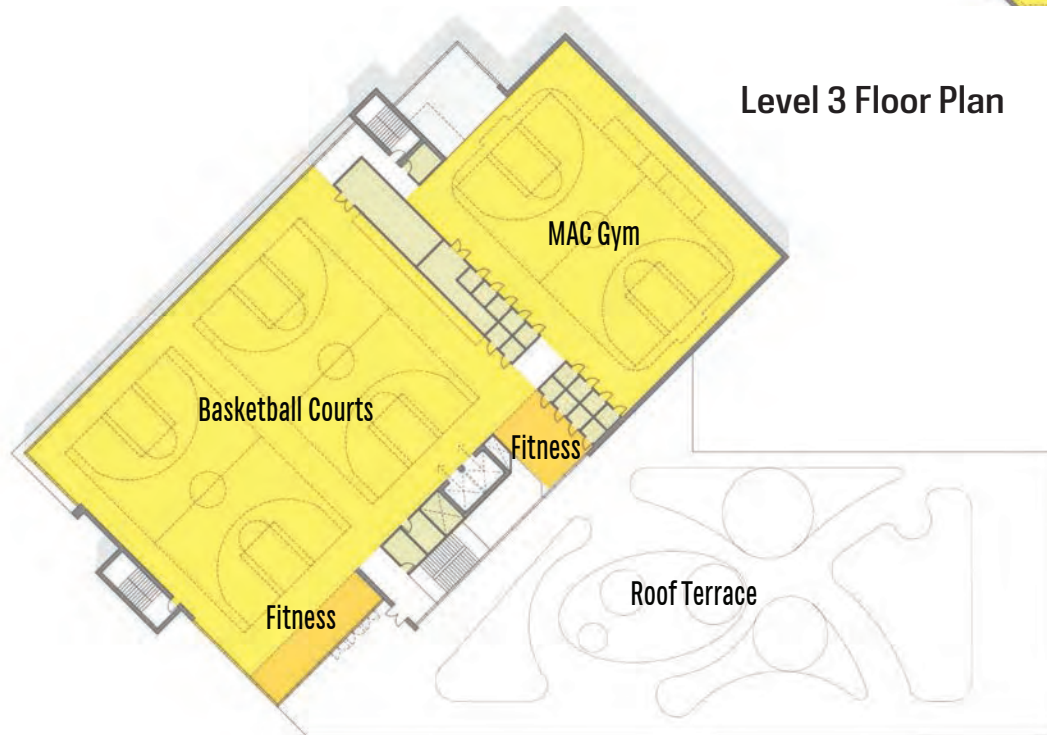 Level 3 Floor Plan
MAC Gym
Basketball Courts
Fitness
Roof Terrace
Fitness